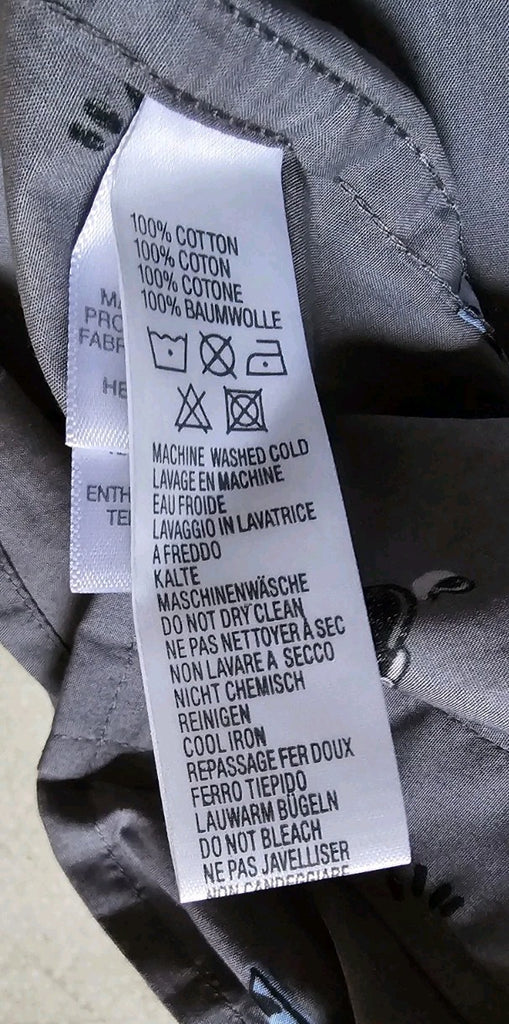 100% COTTON
100% COTON
100% COTONE
100% BAUMWOLLE
MACHINE WASHED COLD
LAVAGE EN MACHINE
EAU FROIDE
LAVAGGIO IN LAVATRICE
A FREDDO
KALTE
MASCHINENWÄSCHE
DO NOT DRY CLEAN
NE PAS NETTOYER À SEC
NON LAVARE A SECCO
NICHT CHEMISCH
REINIGEN
COOL IRON
REPASSAGE FER DOUX
FERRO TIEPIDO
LAUWARM BÜGELN
DO NOT BLEACH
NE PAS JAVELLISER